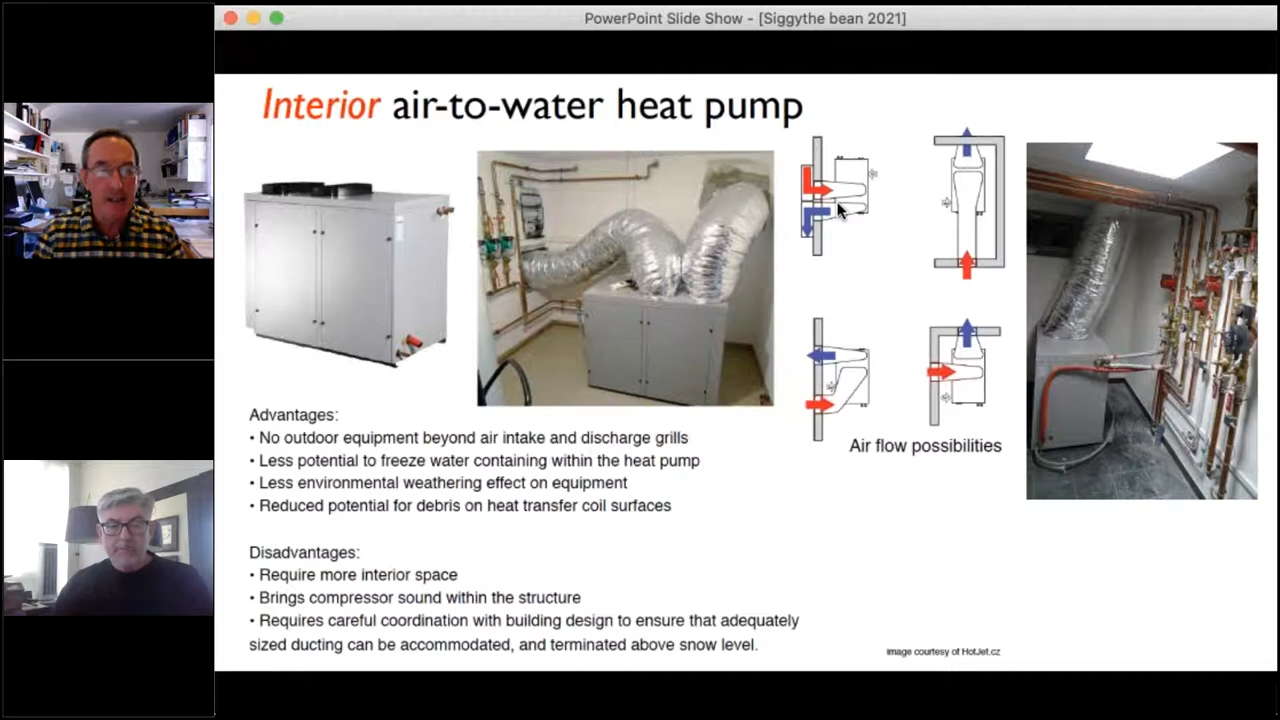 PowerPoint Slide Show - [Siggythe bean 2021]
Interior air-to-water heat pump
Advantages:
• No outdoor equipment beyond air intake and discharge grills
• Less potential to freeze water containing within the heat pump
• Less environmental weathering effect on equipment
• Reduced potential for debris on heat transfer coil surfaces
Air flow possibilities
Disadvantages:
• Require more interior space
• Brings compressor sound within the structure
• Requires careful coordination with building design to ensure that adequately
sized ducting can be accommodated, and terminated above snow level.
image courtesy of HotJet.cz